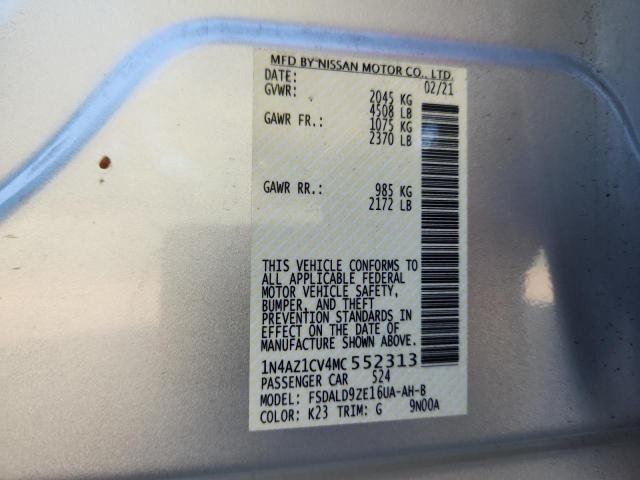 MFD BY NISSAN MOTOR CO., LTD.
DATE: 02/21
GVWR: 2045 KG
4508 LB
GAWR FR.: 1075 KG
2370 LB
GAWR RR.: 985 KG
2172 LB
THIS VEHICLE CONFORMS TO
ALL APPLICABLE FEDERAL
MOTOR VEHICLE SAFETY,
BUMPER, AND THEFT
PREVENTION STANDARDS IN
EFFECT ON THE DATE OF
MANUFACTURE SHOWN ABOVE.
1N4AZ1CV4MC552313
PASSENGER CAR 524
MODEL: FSDALD9ZE16UA-AH-B
COLOR: K23 TRIM: G 9N00A